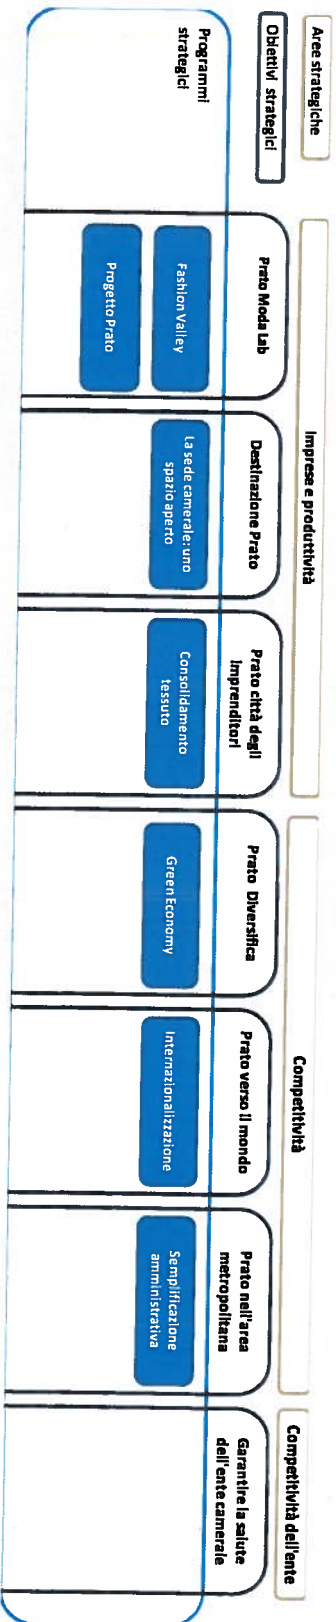 Aree strategiche
Imprese e produttività
Competitività
Competitività dell'ente
Obiettivi strategici
Prato Moda Lab
Destinazione Prato
Prato città degli
Imprenditori
Prato Diversifica
Prato verso il mondo
Prato nell'area
metropolitana
Garantire la salute
dell'ente camerale
Programmi
strategici
Fashion Valley
Progetto Prato
La sede camerale: uno
spazio aperto
Consolidamento
tessuto
Green Economy
Internazionalizzazione
Semplificazione
amministrativa